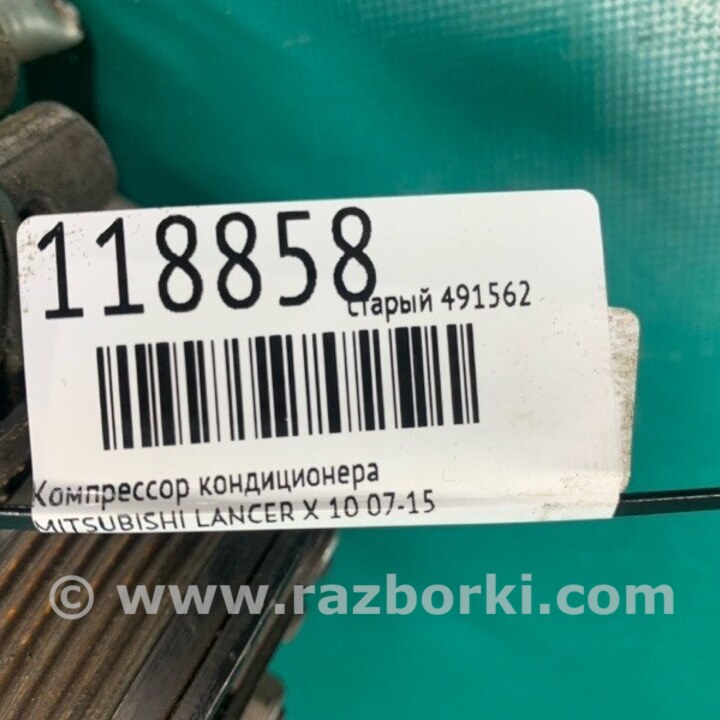 118858
старый 491562
Компрессор кондиционера
MITSUBISHI LANCER X 10 07-15
© www.razborki.com